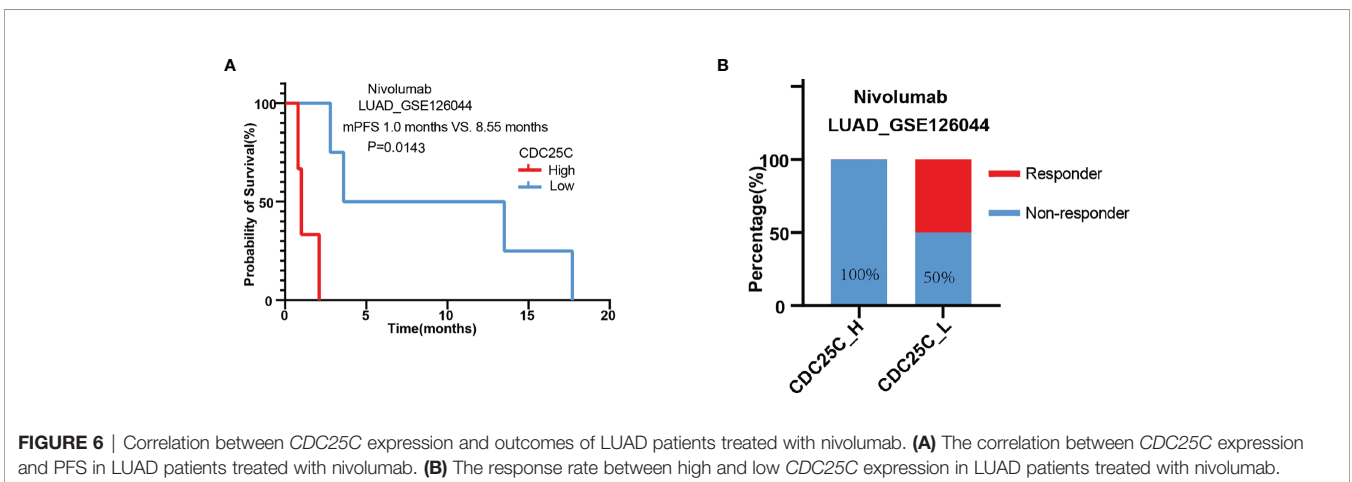 A
Nivolumab
LUAD_GSE126044
mPFS 1.0 months VS. 8.55 months
P=0.0143
CDC25C
High
Low
Probability of Survival(%)
100
50
0
0 5 10 15 20
Time(months)
B
Nivolumab
LUAD_GSE126044
Percentage(%)
100
50
0
100%
50%
Responder
Non-responder
CDC25C_H
CDC25C_L
FIGURE 6 | Correlation between CDC25C expression and outcomes of LUAD patients treated with nivolumab. (A) The correlation between CDC25C expression
and PFS in LUAD patients treated with nivolumab. (B) The response rate between high and low CDC25C expression in LUAD patients treated with nivolumab.